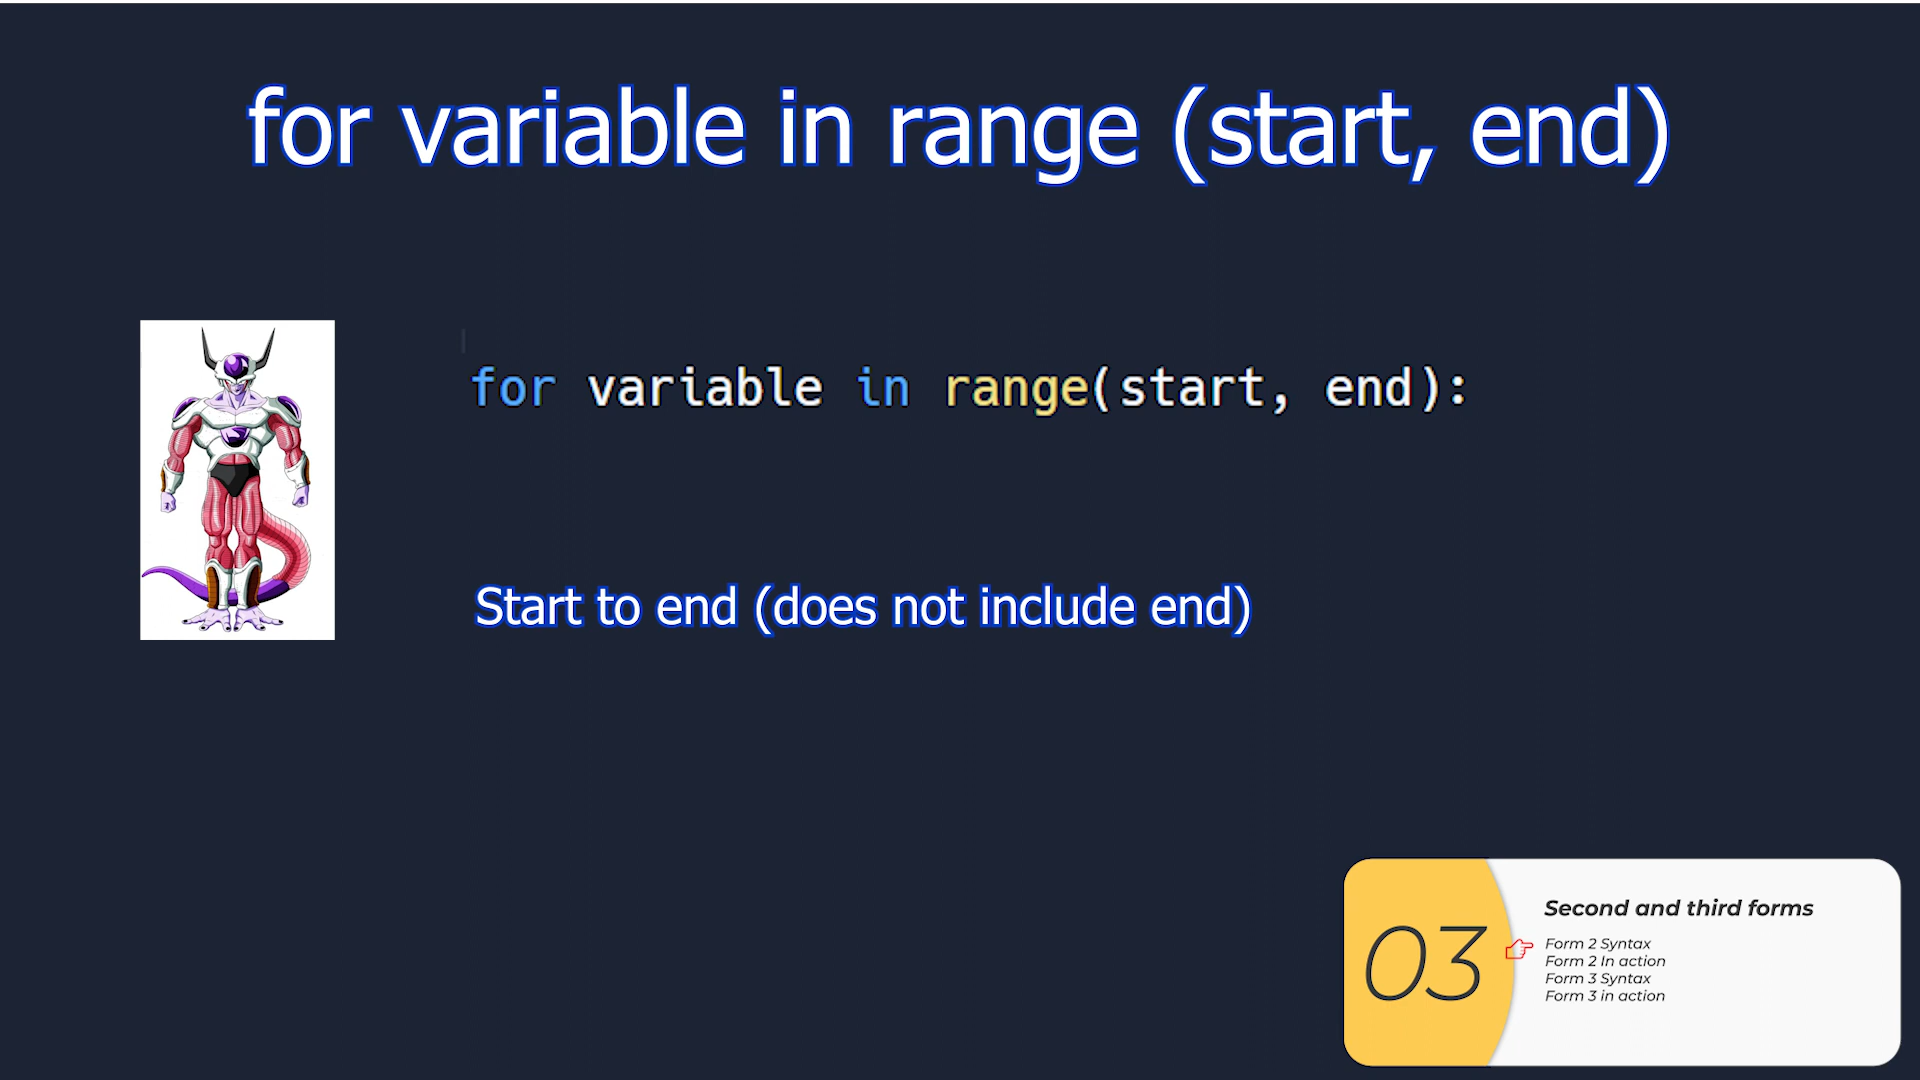 for variable in range (start, end)
for variable in range(start, end):
Start to end (does not include end)
03
Second and third forms
Form 2 Syntax
Form 2 In action
Form 3 Syntax
Form 3 in action